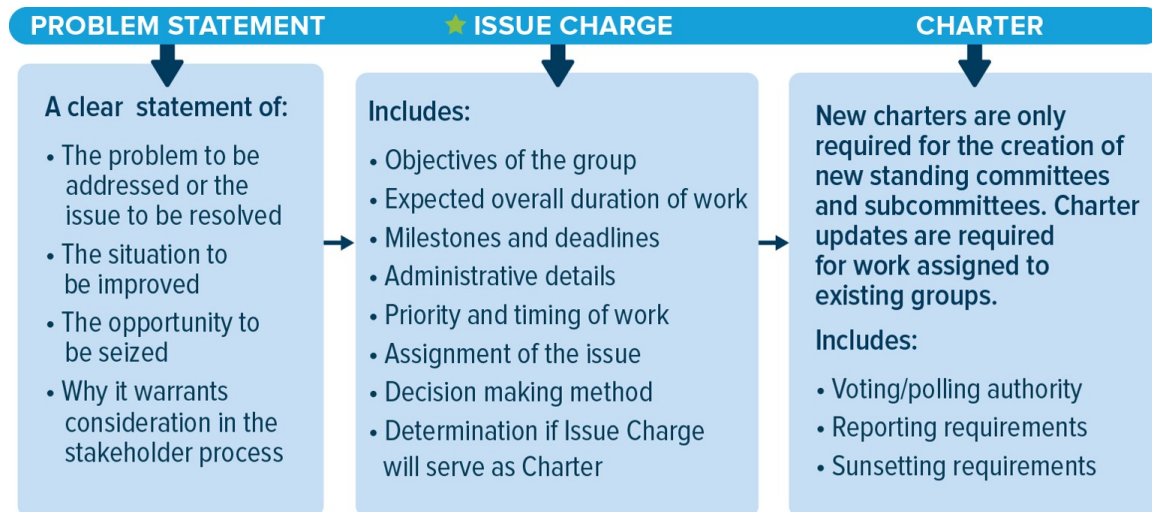 PROBLEM STATEMENT
A clear statement of:
• The problem to be
addressed or the
issue to be resolved
• The situation to
be improved
• The opportunity to
be seized
• Why it warrants
consideration in the
stakeholder process
ISSUE CHARGE
Includes:
• Objectives of the group
• Expected overall duration of work
• Milestones and deadlines
• Administrative details
• Priority and timing of work
• Assignment of the issue
• Decision making method
• Determination if Issue Charge
will serve as Charter
CHARTER
New charters are only
required for the creation of
new standing committees
and subcommittees. Charter
updates are required
for work assigned to
existing groups.
Includes:
• Voting/polling authority
• Reporting requirements
• Sunsetting requirements